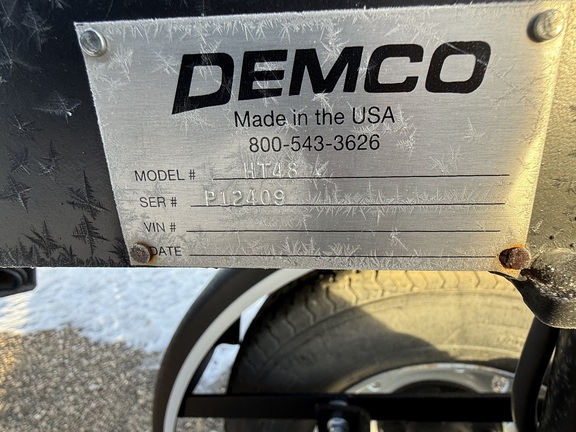 DEMCO
Made in the USA
800-543-3626
MODEL # HT48
SER # P12409
VIN #
DATE